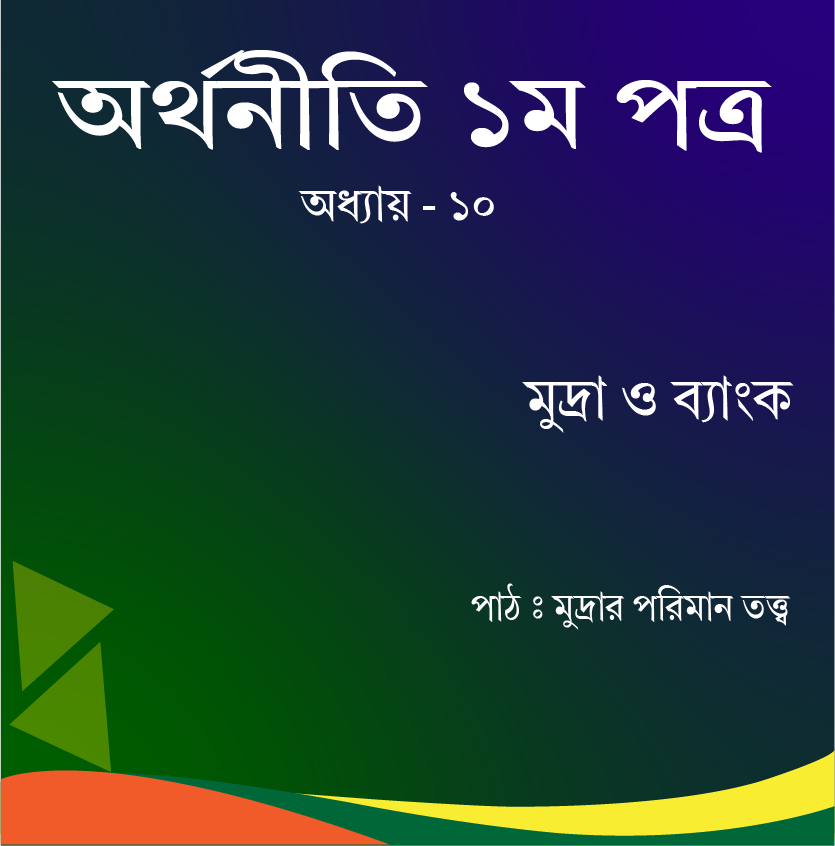 অর্থনীতি ১ম পত্র
অধ্যায় - ১০
মুদ্রা ও ব্যাংক
পাঠ ঃ মুদ্রার পরিমান তত্ত্ব